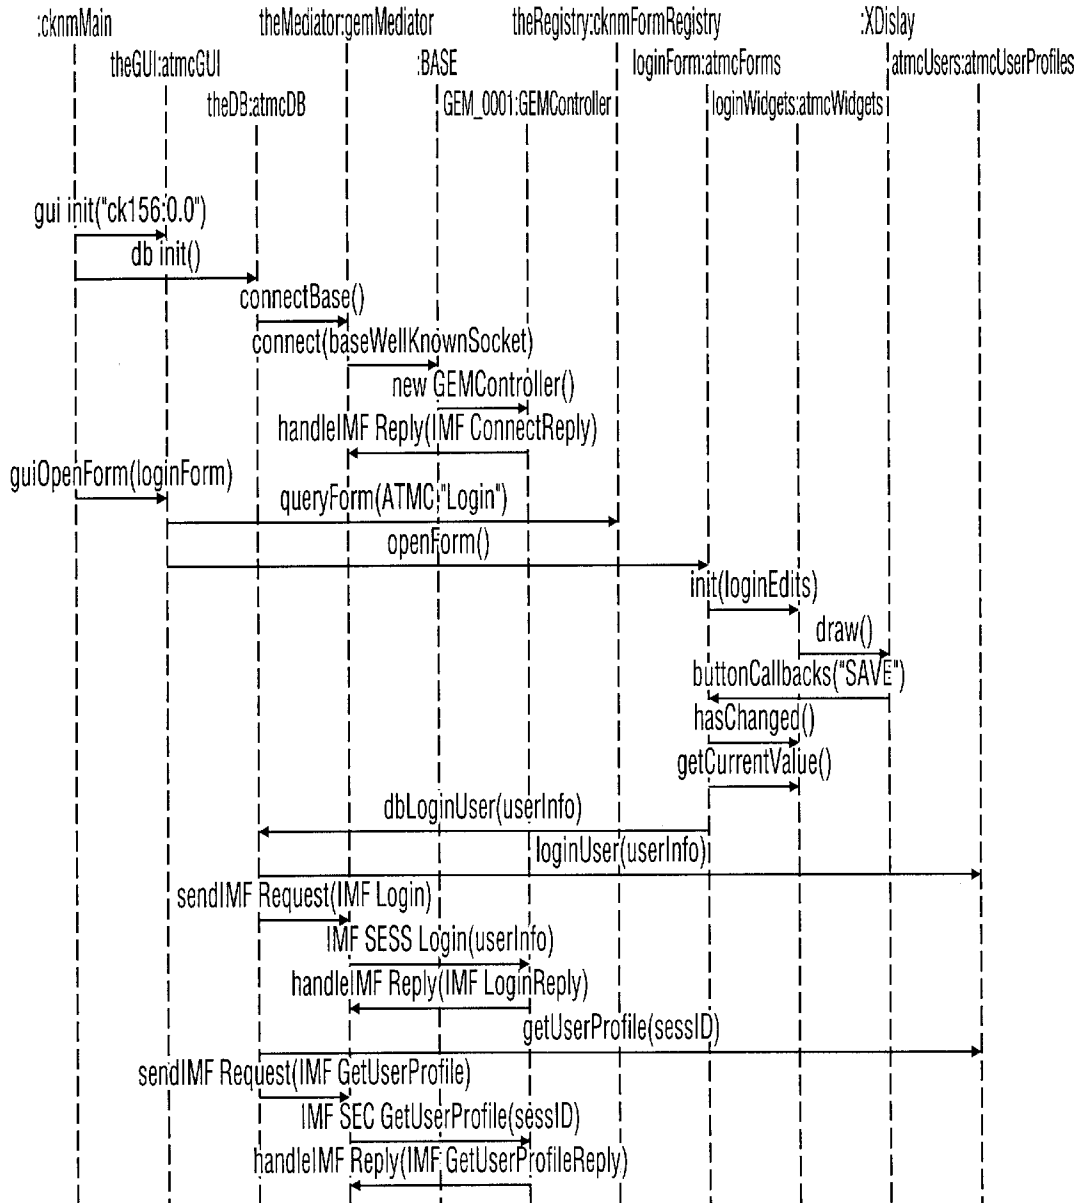 :cknmMain theMediator:gemMediator theRegistry:cknmFormRegistry :XDislay
theGUI:atmcGUI :BASE loginForm:atmcForms atmcUsers:atmcUserProfiles
theDB:atmcDB GEM_0001:GEMController loginWidgets:atmcWidgets
gui init("ck156:0.0")
db init()
connectBase()
connect(baseWellKnownSocket)
new GEMController()
handleIMF Reply(IMF ConnectReply)
guiOpenForm(loginForm)
queryForm(ATMC,"Login")
openForm()
init(loginEdits)
draw()
buttonCallbacks("SAVE")
hasChanged()
getCurrentValue()
dbLoginUser(userInfo)
loginUser(userInfo)
sendIMF Request(IMF Login)
IMF SESS Login(userInfo)
handleIMF Reply(IMF LoginReply)
getUserProfile(sessID)
sendIMF Request(IMF GetUserProfile)
IMF SEC GetUserProfile(sessID)
handleIMF Reply(IMF GetUserProfileReply)